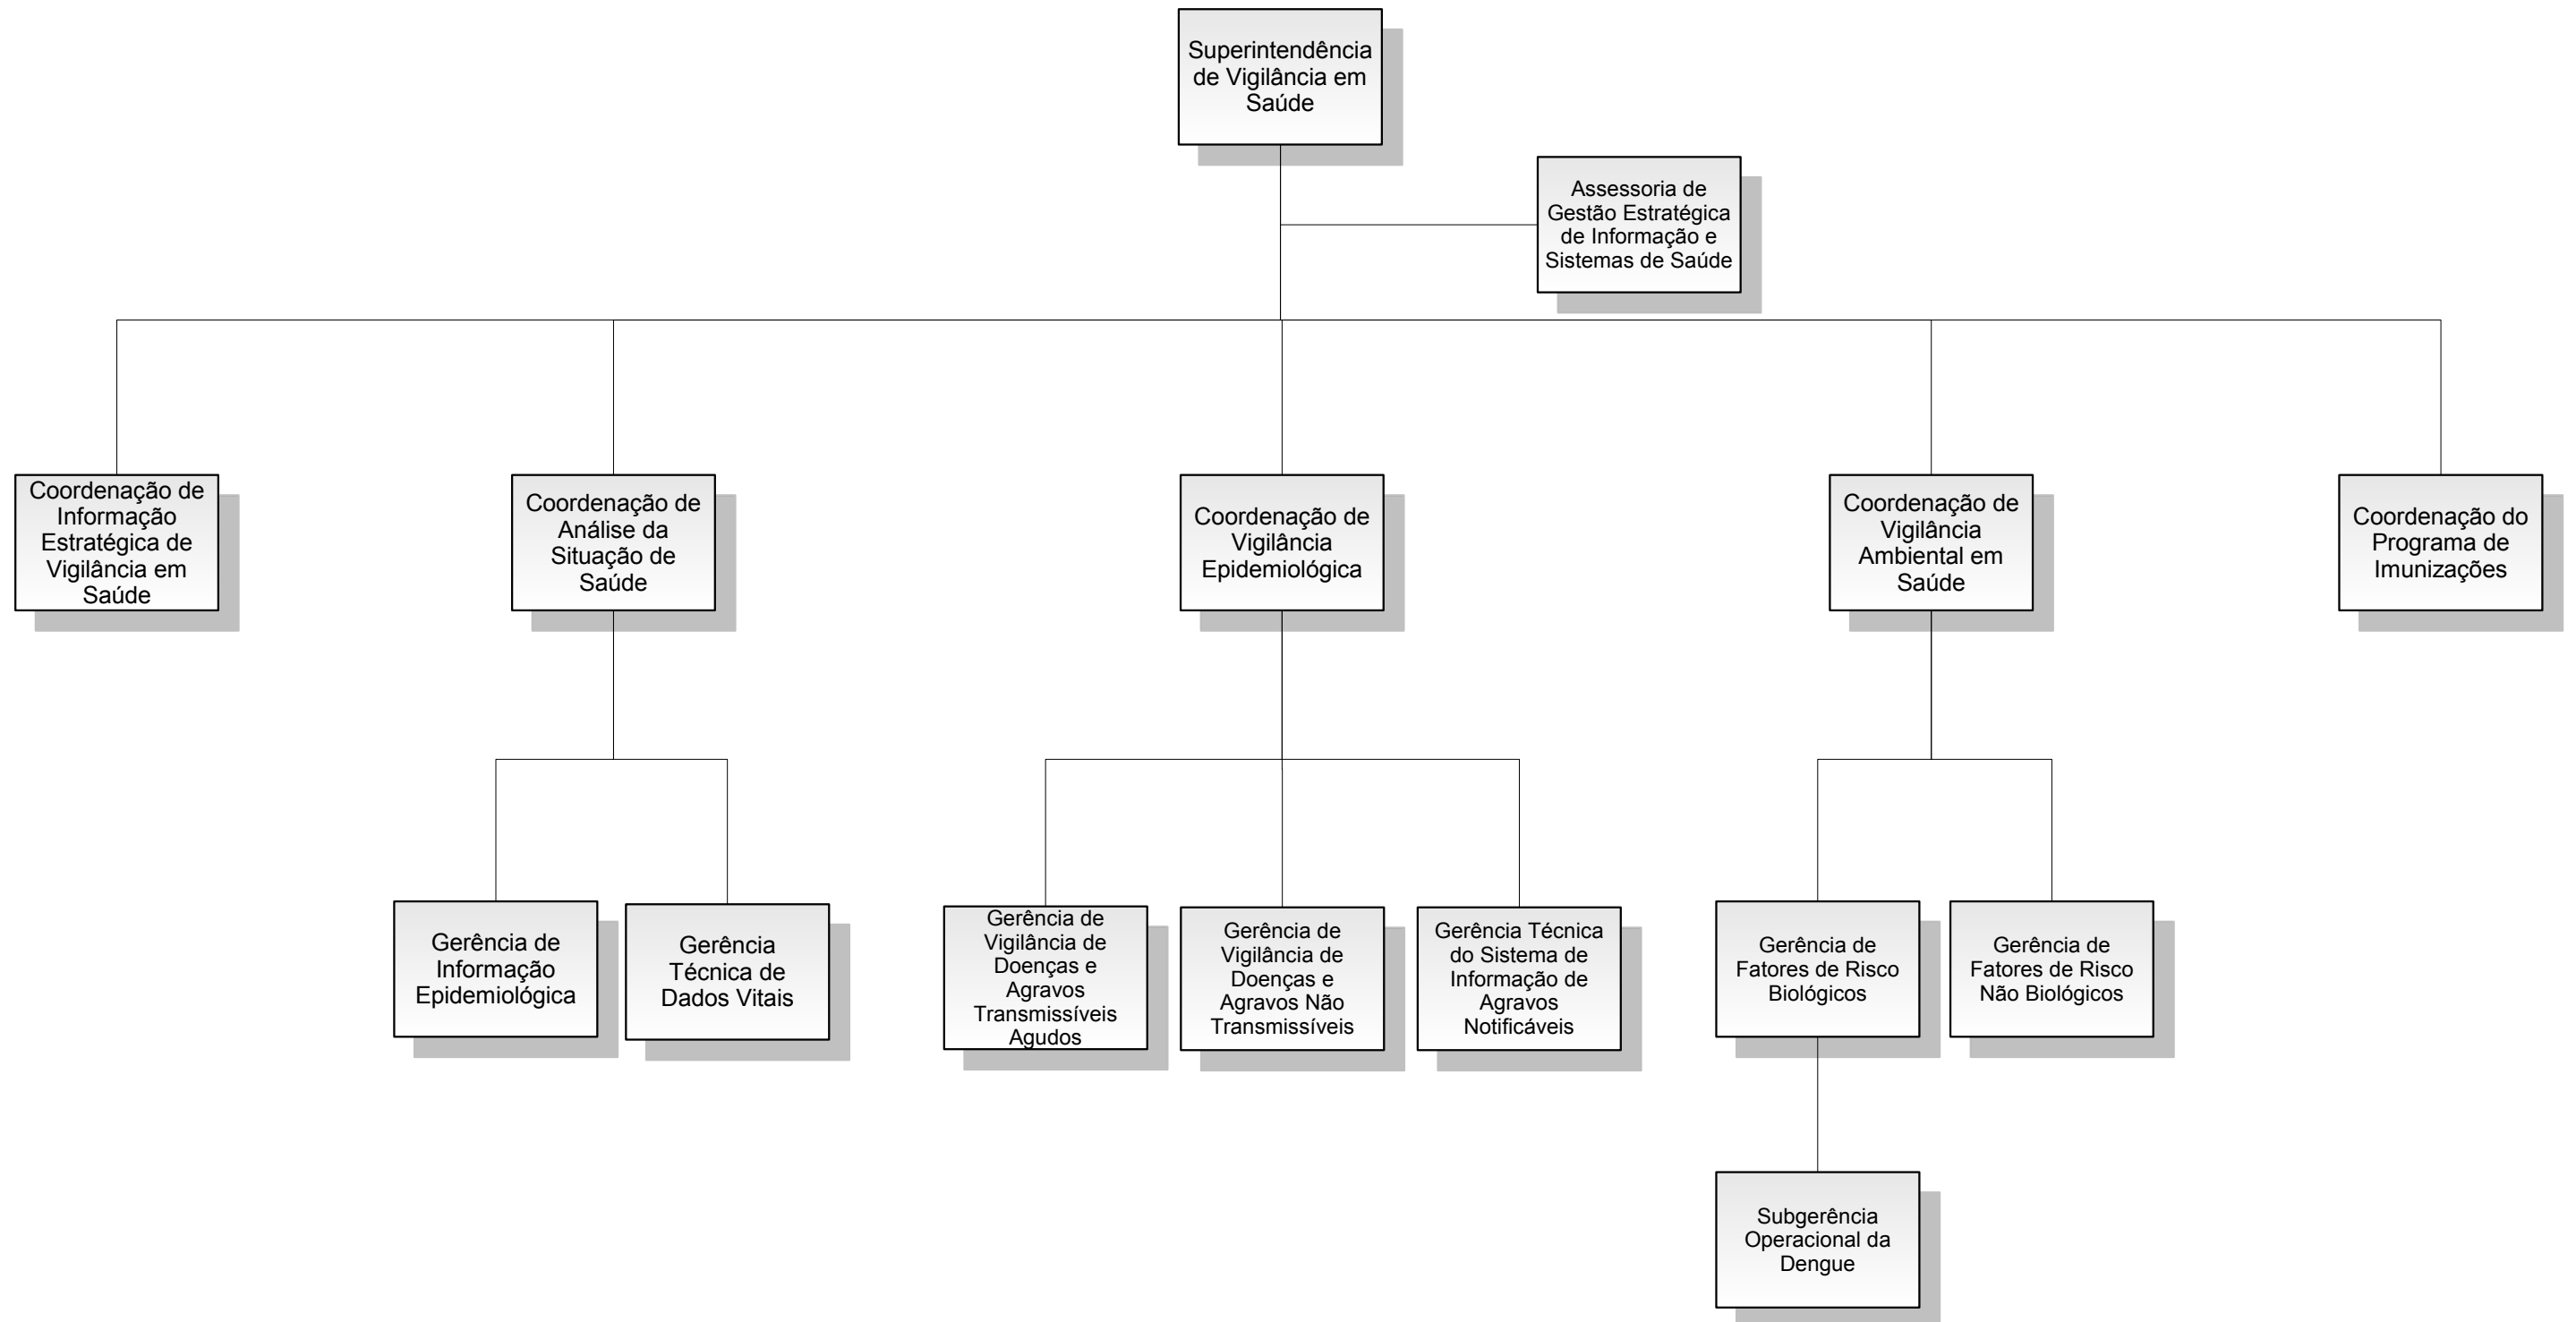 Superintendência
de Vigilância em
Saúde
Assessoria de
Gestão Estratégica
de Informação e
Sistemas de Saúde
Coordenação de
Informação
Estratégica de
Vigilância em
Saúde
Coordenação de
Análise da
Situação de
Saúde
Coordenação de
Vigilância
Epidemiológica
Coordenação de
Vigilância
Ambiental em
Saúde
Coordenação do
Programa de
Imunizações
Gerência de
Informação
Epidemiológica
Gerência
Técnica de
Dados Vitais
Gerência de
Vigilância de
Doenças e
Agravos
Transmissíveis
Agudos
Gerência de
Vigilância de
Doenças e
Agravos Não
Transmissíveis
Gerência Técnica
do Sistema de
Informação de
Agravos
Notificáveis
Gerência de
Fatores de Risco
Biológicos
Gerência de
Fatores de Risco
Não Biológicos
Subgerência
Operacional da
Dengue